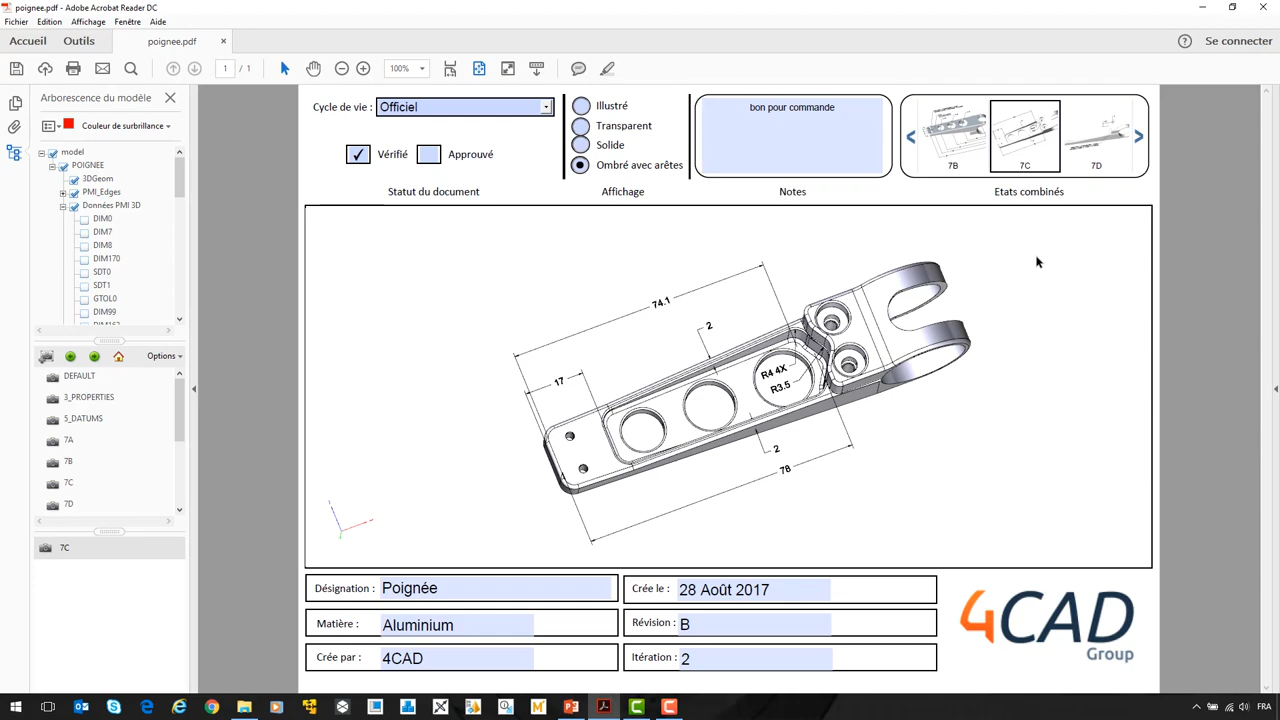 poignee.pdf - Adobe Acrobat Reader DC
Fichier Edition Affichage Fenêtre Aide
Accueil Outils poignee.pdf × Se connecter
1 / 1 100%
Arborescence du modèle
Couleur de surbrillance
model
POIGNEE
3DGeom
PMI_Edges
Données PMI 3D
DIM0
DIM7
DIM8
DIM170
SDT0
SDT1
GTOL0
DIM99
Options
DEFAULT
3_PROPERTIES
5_DATUMS
7A
7B
7C
7D
7C
Cycle de vie : Officiel
Vérifié Approuvé
Statut du document
Illustré
Transparent
Solide
Ombré avec arêtes
Affichage
bon pour commande
Notes
7B 7C 7D
Etats combinés
74.1
2
17
R4 4X
R3.5
2
78
Désignation : Poignée
Crée le : 28 Août 2017
Matière : Aluminium
Révision : B
Crée par : 4CAD
Itération : 2
4CAD
Group
FRA